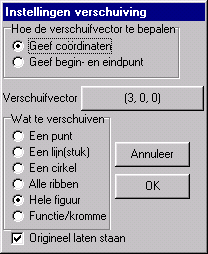 Instellingen verschuiving
Hoe de verschuifvector te bepalen
Geef coordinaten
Geef begin- en eindpunt
Verschuifvector (3, 0, 0)
Wat te verschuiven
Een punt
Een lijn(stuk)
Een cirkel
Alle ribben
Hele figuur
Functie/kromme
Annuleer
OK
Origineel laten staan